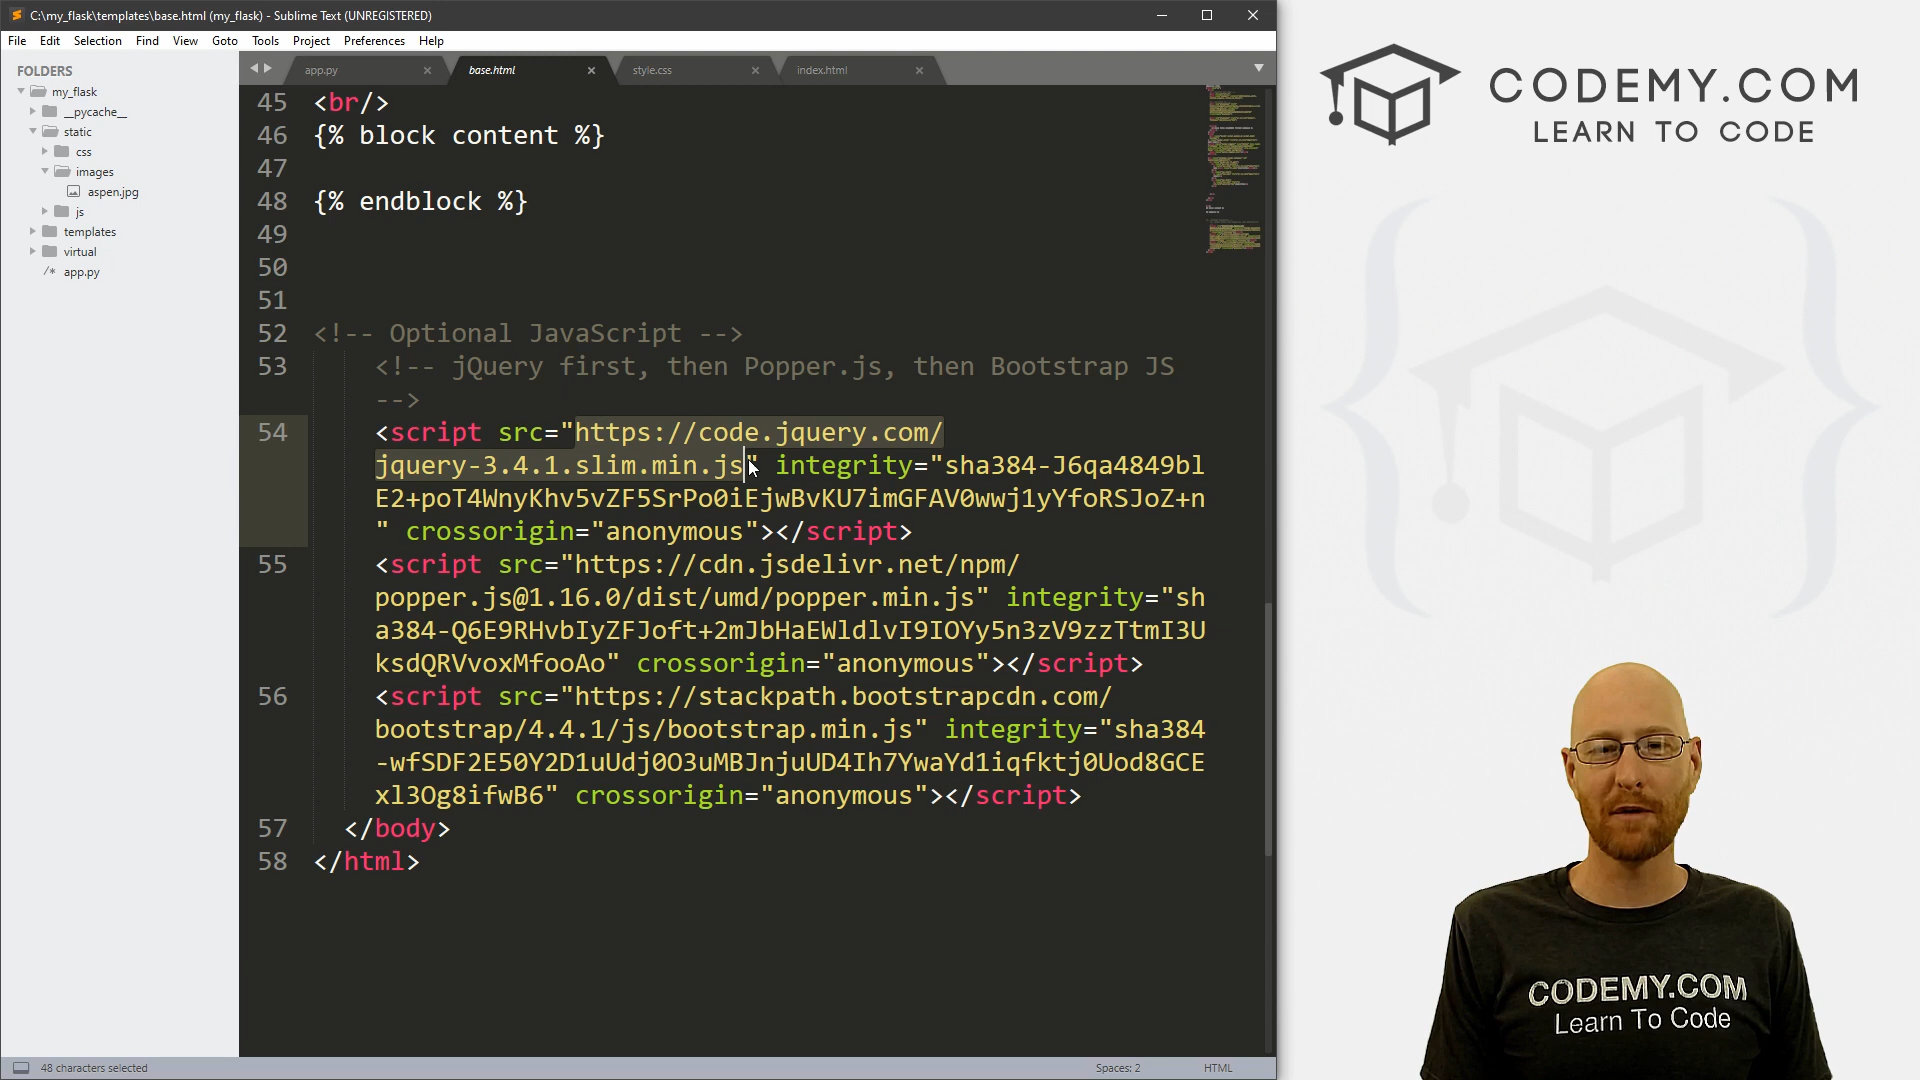 C:\my_flask\templates\base.html (my_flask) - Sublime Text (UNREGISTERED)
File Edit Selection Find View Goto Tools Project Preferences Help
FOLDERS
my_flask
__pycache__
static
css
images
aspen.jpg
js
templates
virtual
app.py
app.py base.html style.css index.html
45 <br/>
46 {% block content %}
47
48 {% endblock %}
49
50
51
52 <!-- Optional JavaScript -->
53 <!-- jQuery first, then Popper.js, then Bootstrap JS
-->
54 <script src="https://code.jquery.com/
jquery-3.4.1.slim.min.js" integrity="sha384-J6qa4849bl
E2+poT4WnyKhv5vZF5SrPo0iEjwBvKU7imGFAV0wwj1yYfoRSJoZ+n
" crossorigin="anonymous"></script>
55 <script src="https://cdn.jsdelivr.net/npm/
popper.js@1.16.0/dist/umd/popper.min.js" integrity="sh
a384-Q6E9RHvbIyZFJoft+2mJbHaEWldlvI9IOYy5n3zV9zzTtmI3U
ksdQRVvoxMfooAo" crossorigin="anonymous"></script>
56 <script src="https://stackpath.bootstrapcdn.com/
bootstrap/4.4.1/js/bootstrap.min.js" integrity="sha384
-wfSDF2E50Y2D1uUdj0O3uMBJnjuUD4Ih7YwaYd1iqfktj0Uod8GCE
xl3Og8ifwB6" crossorigin="anonymous"></script>
57 </body>
58 </html>
48 characters selected Spaces: 2 HTML
CODEMY.COM
LEARN TO CODE
CODEMY.COM
Learn To Code